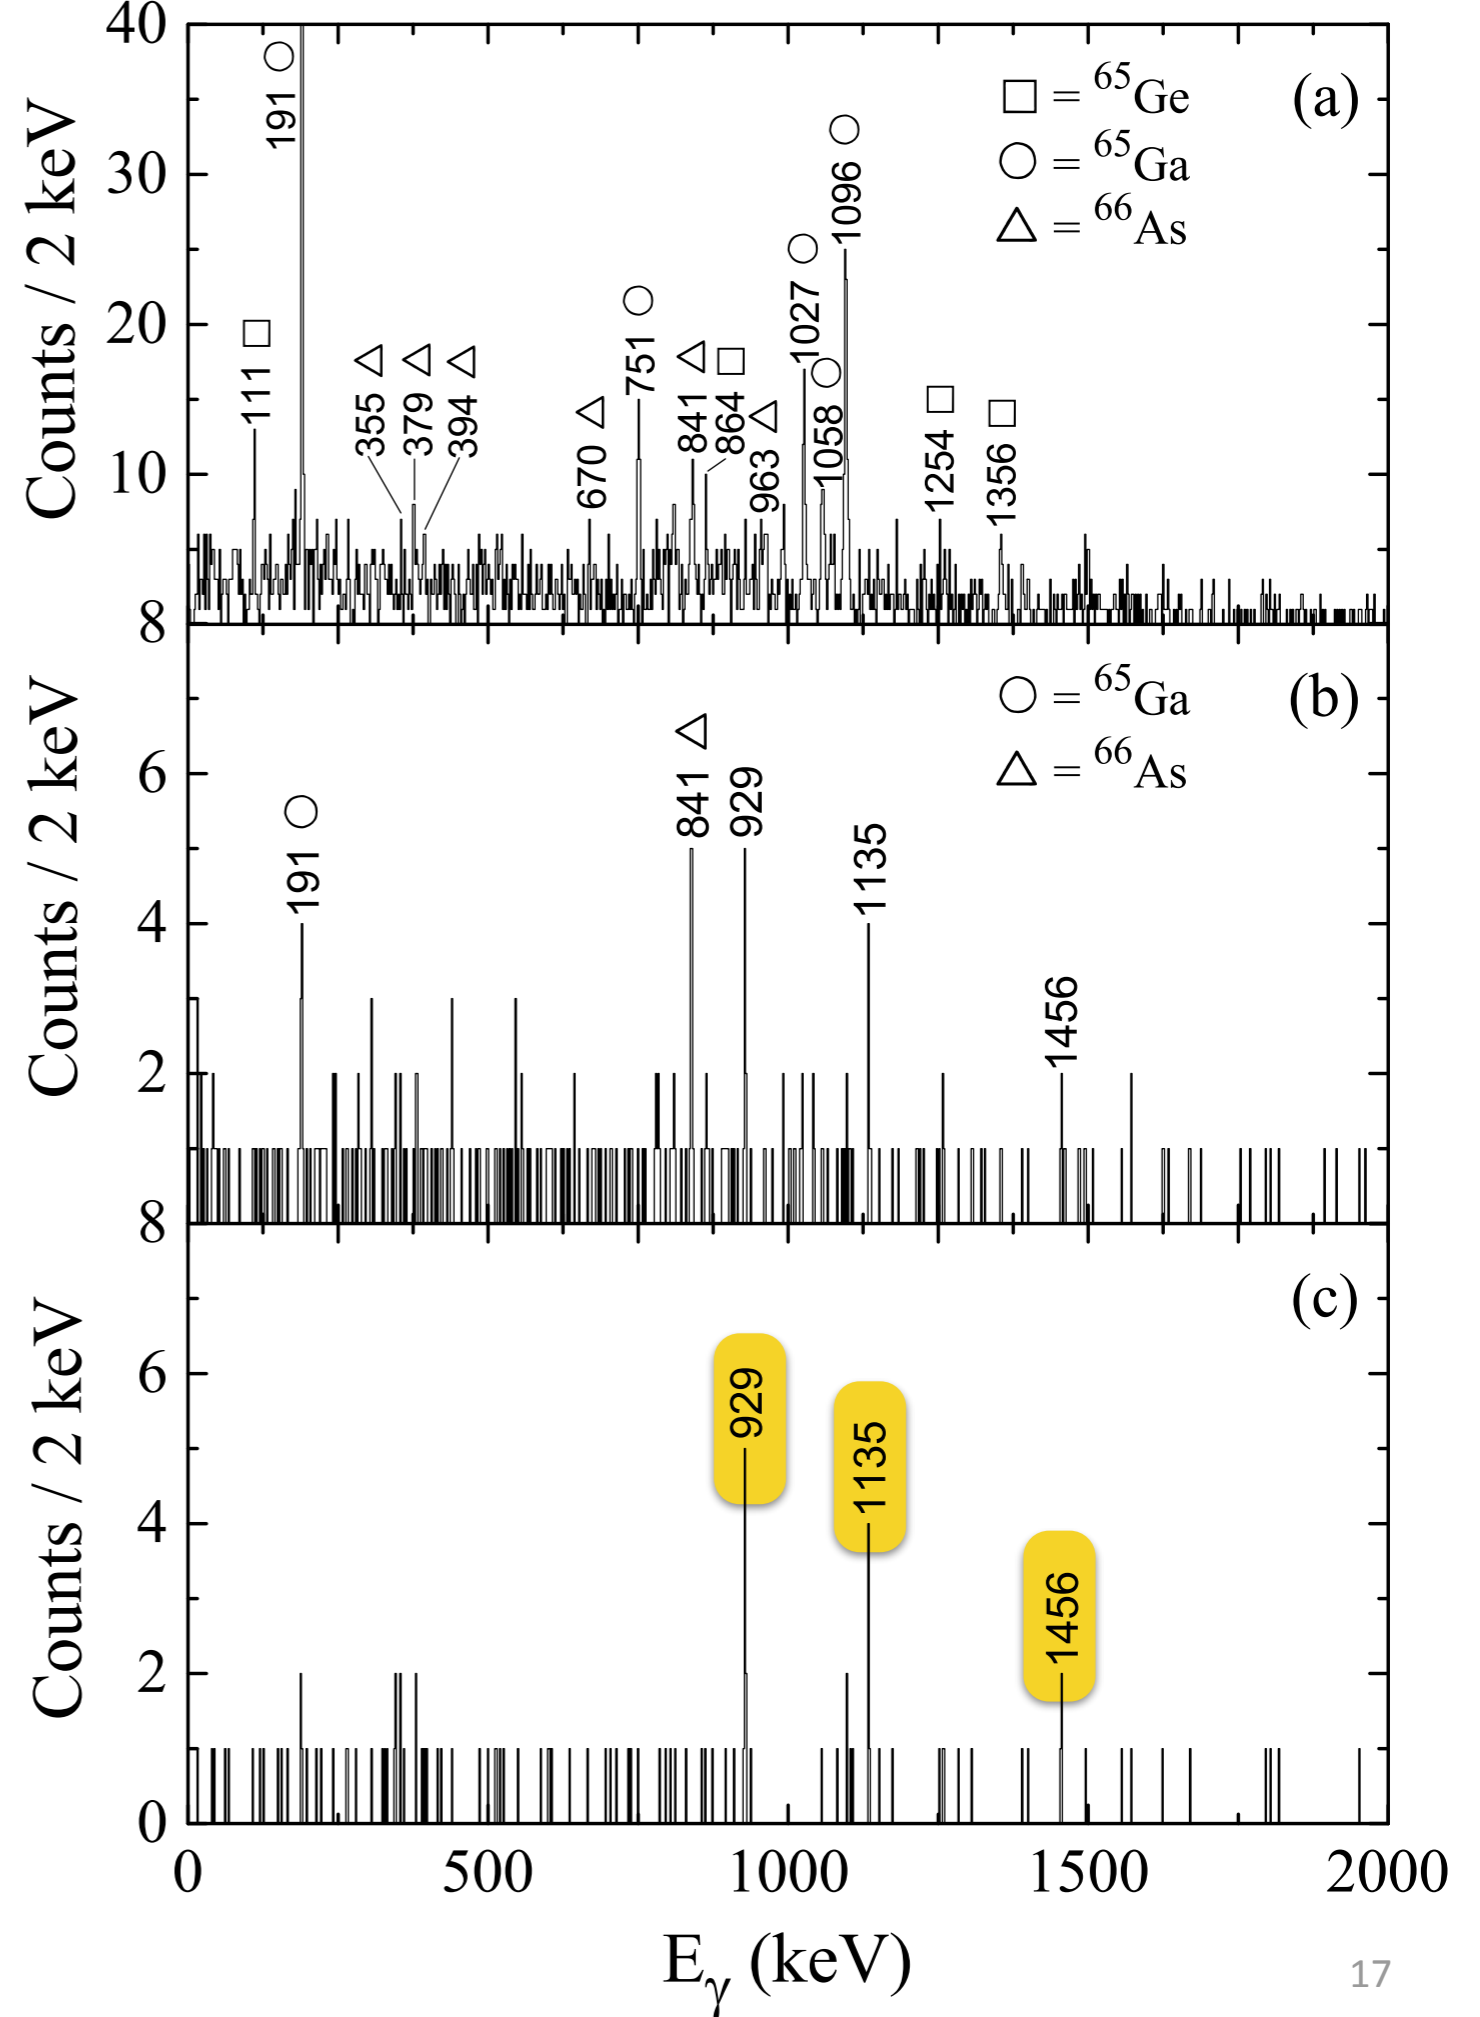 40
30
20
10
8
Counts / 2 keV
(a)
□ = ⁶⁵Ge
○ = ⁶⁵Ga
△ = ⁶⁶As
111
191
355
379
394
670
751
841
864
963
1027
1058
1096
1254
1356
6
4
2
8
Counts / 2 keV
(b)
○ = ⁶⁵Ga
△ = ⁶⁶As
191
841
929
1135
1456
6
4
2
0
Counts / 2 keV
(c)
929
1135
1456
0 500 1000 1500 2000
Eγ (keV)
17